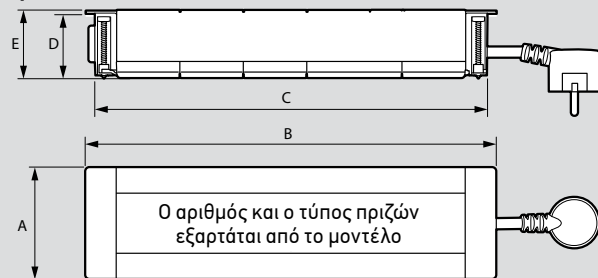 E
D
C
B
A
Ο αριθμός και ο τύπος πριζών
εξαρτάται από το μοντέλο